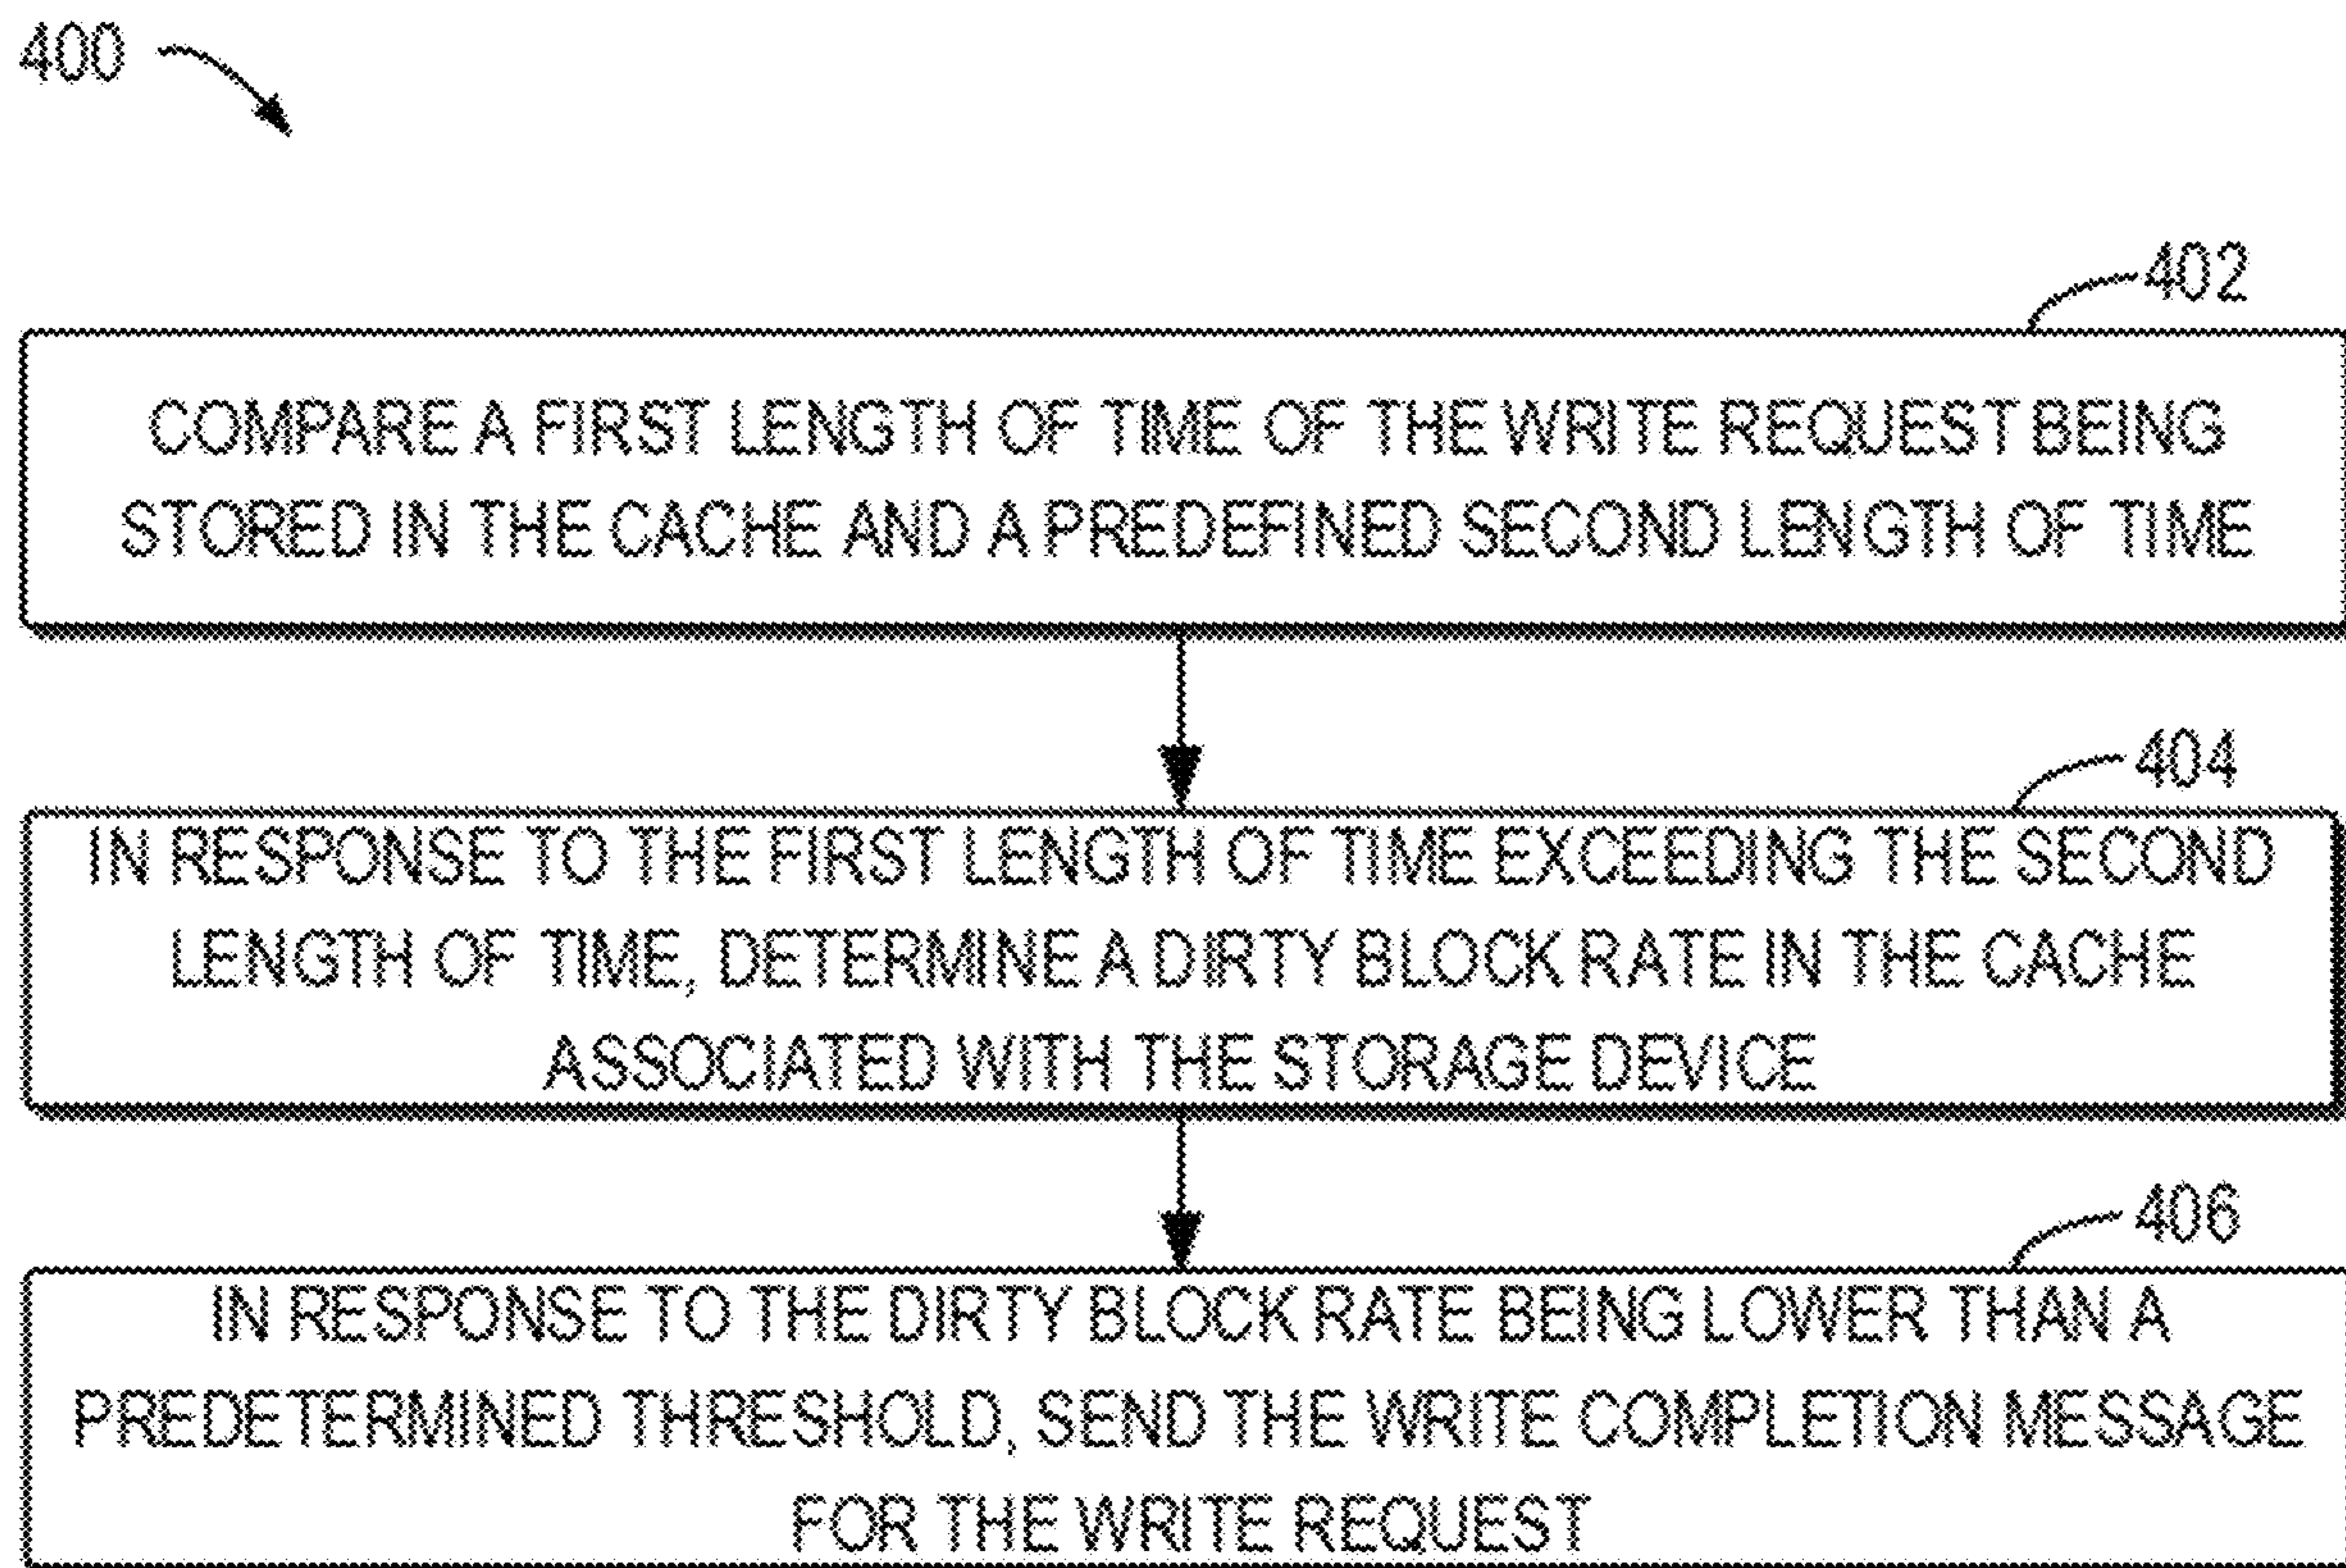 400
402
COMPARE A FIRST LENGTH OF TIME OF THE WRITE REQUEST BEING
STORED IN THE CACHE AND A PREDEFINED SECOND LENGTH OF TIME
404
IN RESPONSE TO THE FIRST LENGTH OF TIME EXCEEDING THE SECOND
LENGTH OF TIME, DETERMINE A DIRTY BLOCK RATE IN THE CACHE
ASSOCIATED WITH THE STORAGE DEVICE
406
IN RESPONSE TO THE DIRTY BLOCK RATE BEING LOWER THAN A
PREDETERMINED THRESHOLD, SEND THE WRITE COMPLETION MESSAGE
FOR THE WRITE REQUEST